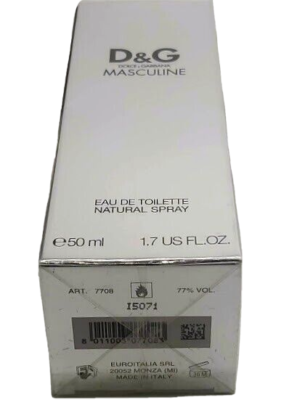 D&G
DOLCE & GABBANA
MASCULINE
EAU DE TOILETTE
NATURAL SPRAY
℮50 ml 1.7 US FL.OZ.
ART. 7706 77% VOL.
I5071
EUROITALIA SRL
20052 MONZA (MI)
MADE IN ITALY